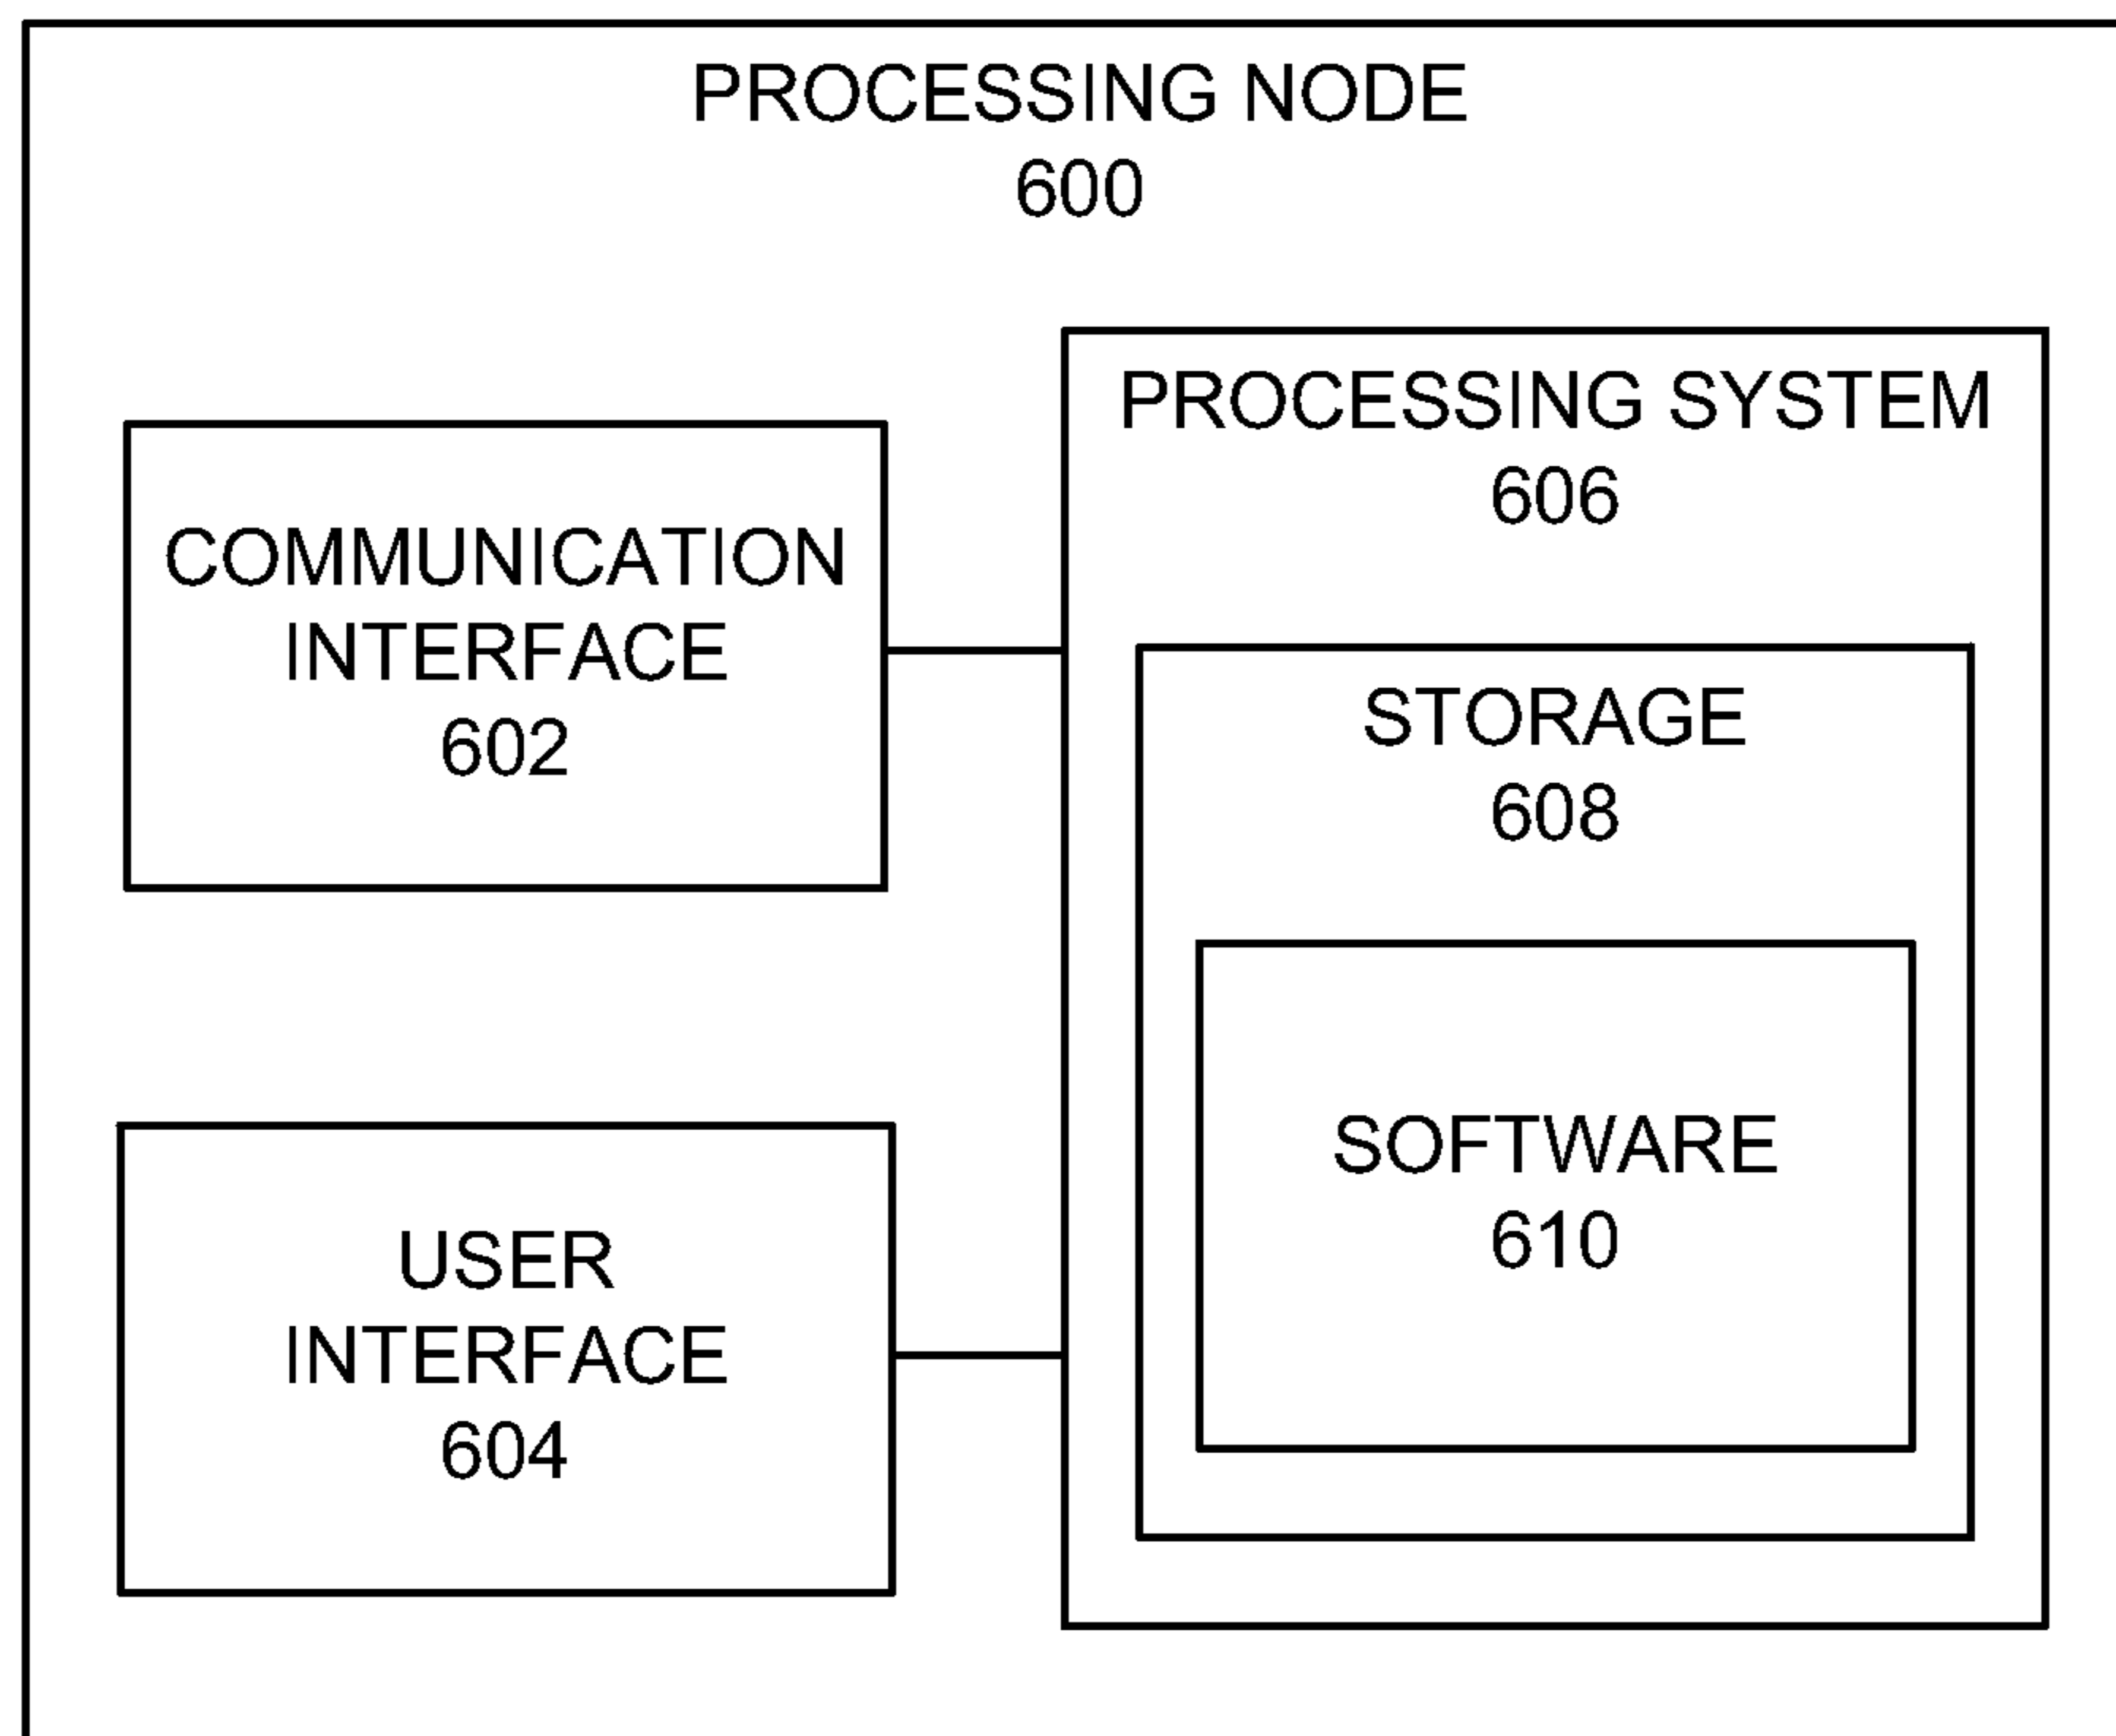 PROCESSING NODE
600
PROCESSING SYSTEM
606
COMMUNICATION
INTERFACE
602
STORAGE
608
SOFTWARE
610
USER
INTERFACE
604